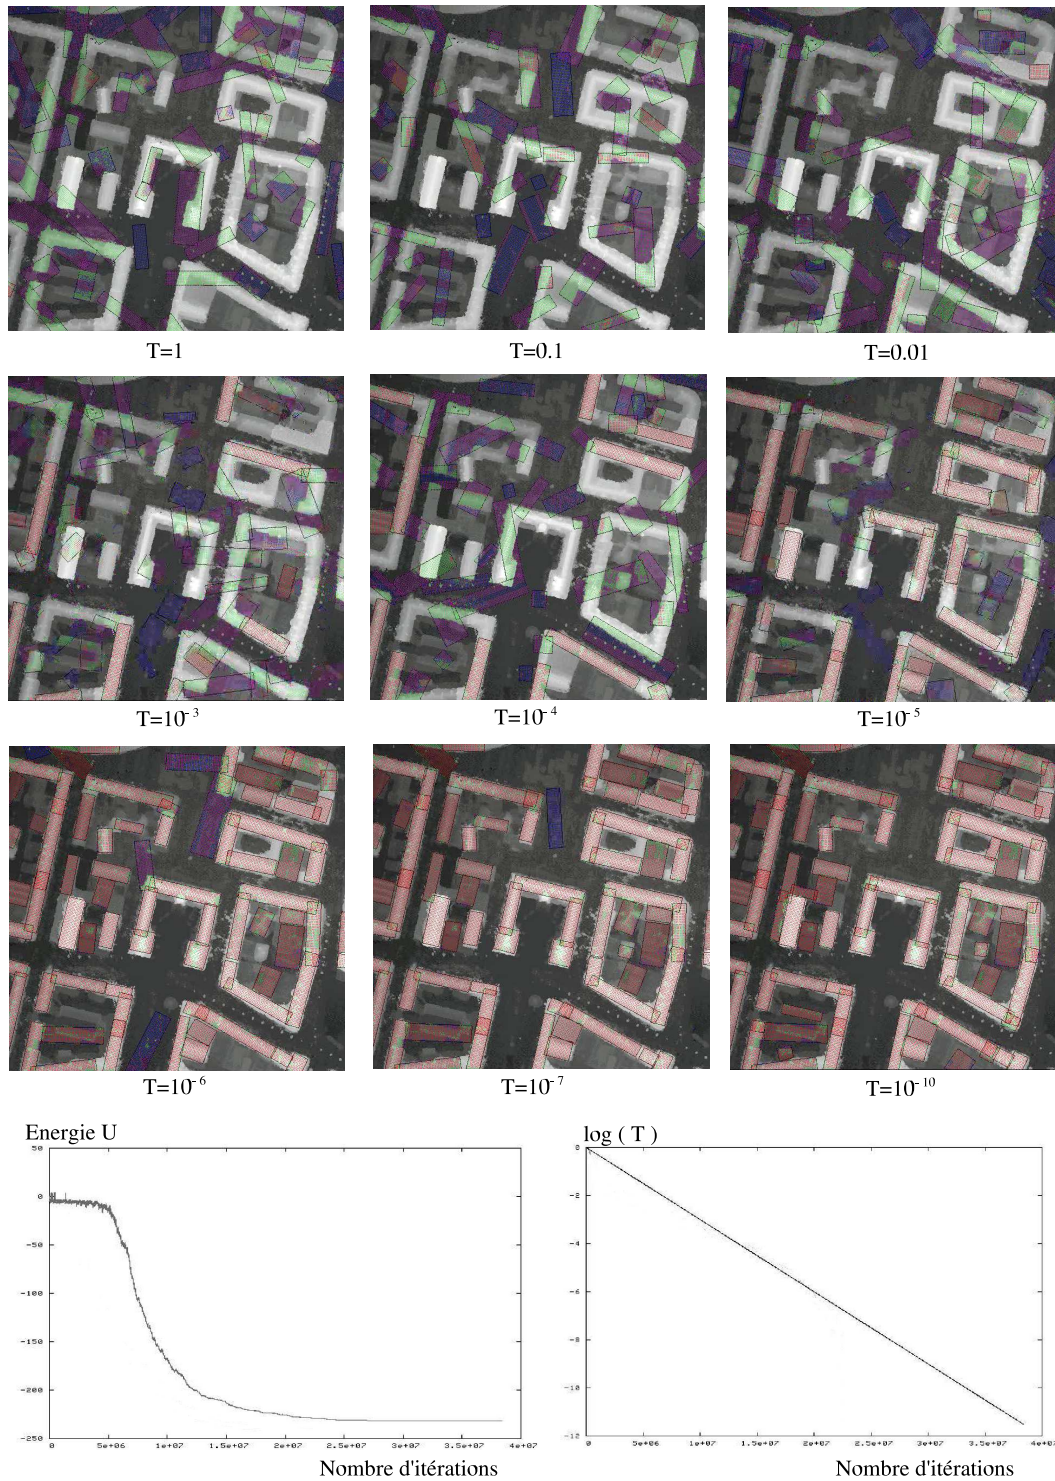 T=1
T=0.1
T=0.01
T=10⁻³
T=10⁻⁴
T=10⁻⁵
T=10⁻⁶
T=10⁻⁷
T=10⁻¹⁰
Energie U
50
0
-50
-100
-150
-200
-250
0 5e+06 1e+07 1.5e+07 2e+07 2.5e+07 3e+07 3.5e+07 4e+07
Nombre d'itérations
log ( T )
0
-2
-4
-6
-8
-10
-12
0 5e+06 1e+07 1.5e+07 2e+07 2.5e+07 3e+07 3.5e+07 4e+07
Nombre d'itérations